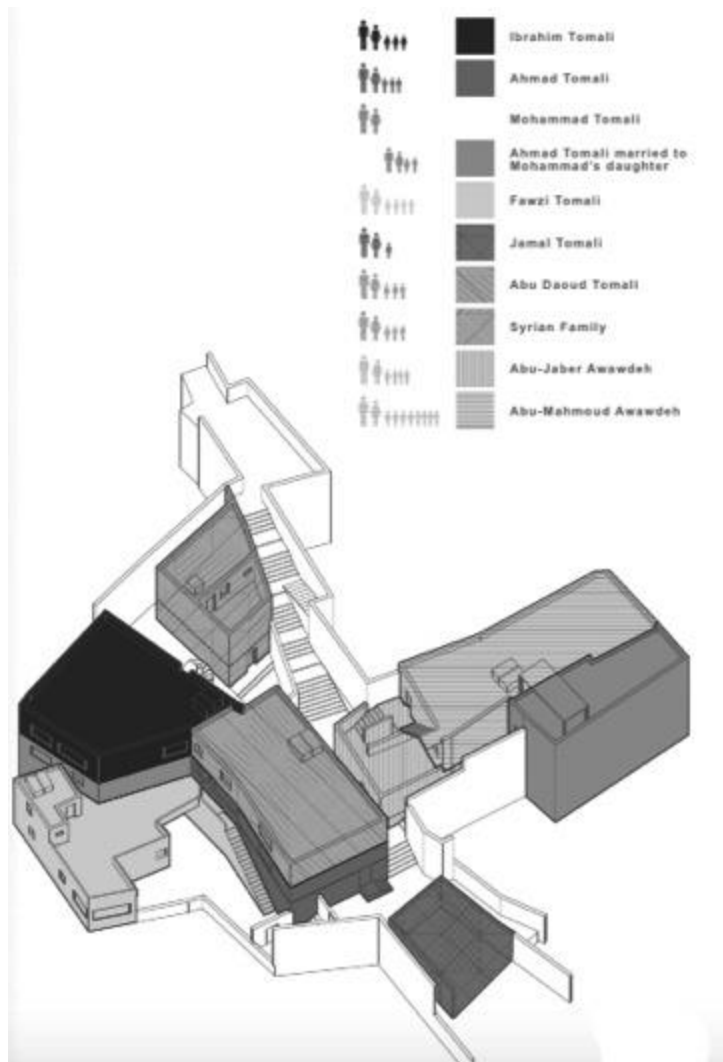 Ibrahim Tomali
Ahmad Tomali
Mohammad Tomali
Ahmad Tomali married to
Mohammad's daughter
Fawzi Tomali
Jamal Tomali
Abu Daoud Tomali
Syrian Family
Abu-Jaber Awawdeh
Abu-Mahmoud Awawdeh